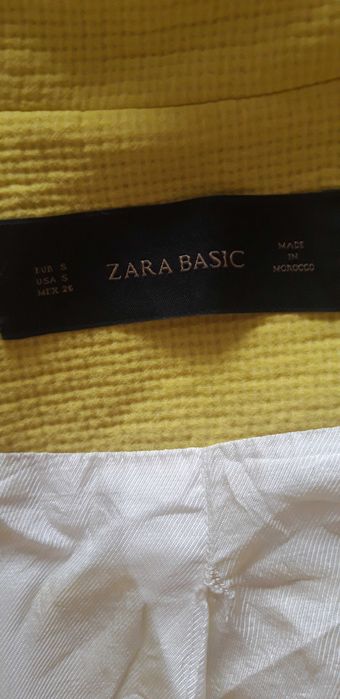 EUR S
USA S
MEX 26
ZARA BASIC
MADE
IN
MOROCCO